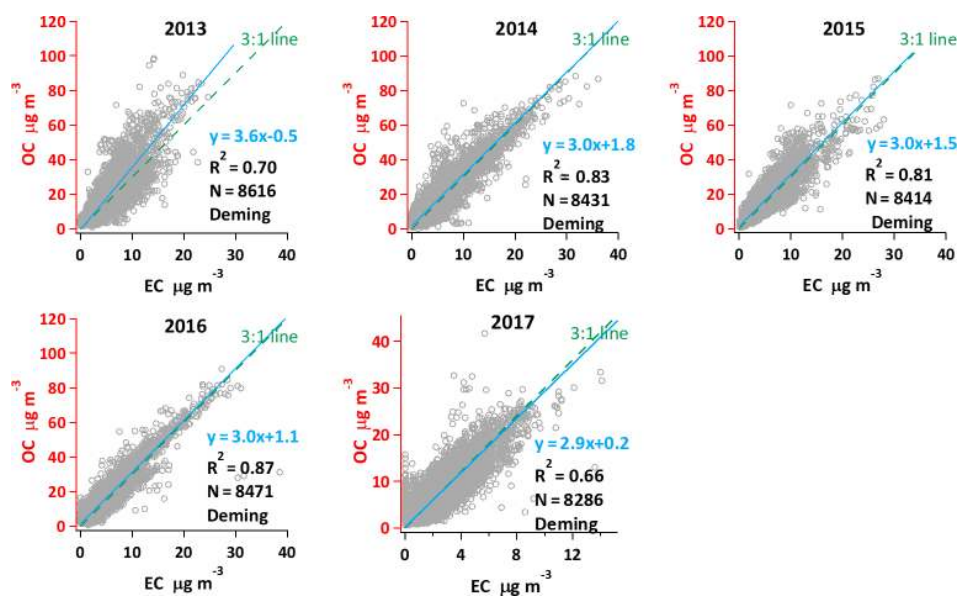 2013
120
100
80
60
40
20
0
OC µg m-3
3:1 line
y = 3.6x-0.5
R2 = 0.70
N = 8616
Deming
0 10 20 30 40
EC µg m-3
2014
120
100
80
60
40
20
0
OC µg m-3
3:1 line
y = 3.0x+1.8
R2 = 0.83
N = 8431
Deming
0 10 20 30 40
EC µg m-3
2015
120
100
80
60
40
20
0
OC µg m-3
3:1 line
y = 3.0x+1.5
R2 = 0.81
N = 8414
Deming
0 10 20 30 40
EC µg m-3
2016
120
100
80
60
40
20
0
OC µg m-3
3:1 line
y = 3.0x+1.1
R2 = 0.87
N = 8471
Deming
0 10 20 30 40
EC µg m-3
2017
40
30
20
10
0
OC µg m-3
3:1 line
y = 2.9x+0.2
R2 = 0.66
N = 8286
Deming
0 4 8 12
EC µg m-3